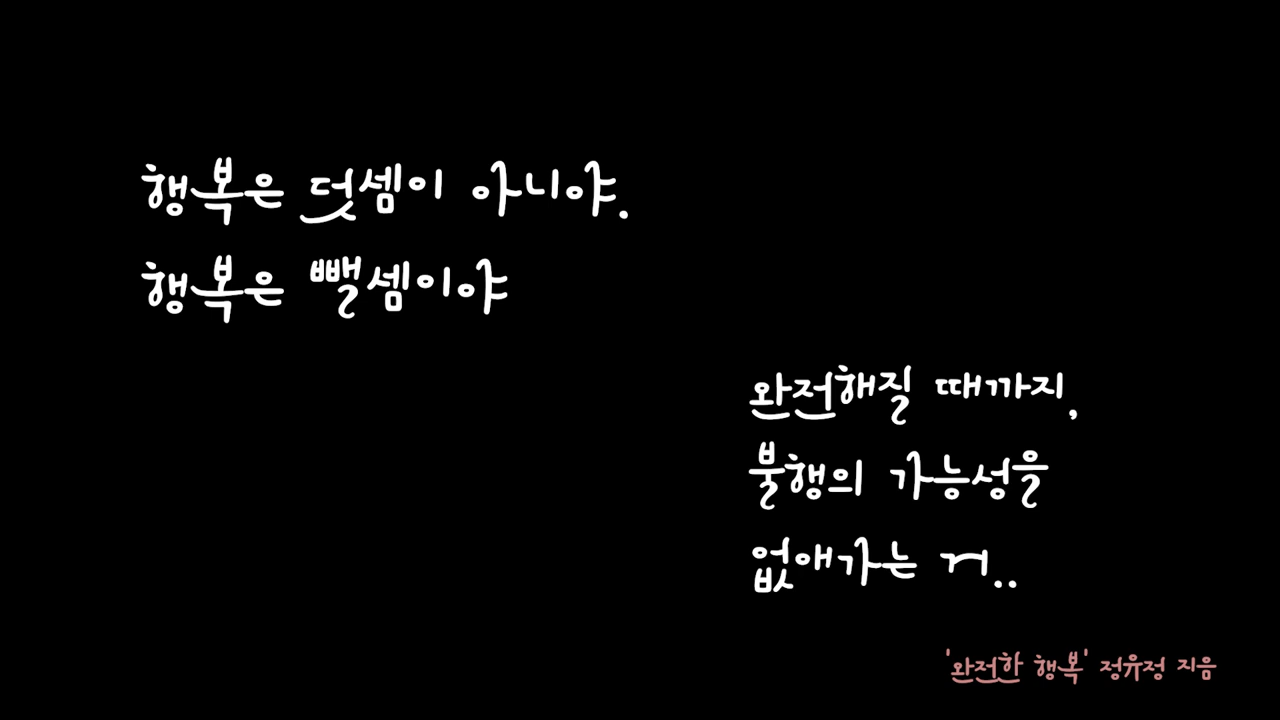 행복은 덧셈이 아니야.
행복은 뺄셈이야
완전해질 때까지,
불행의 가능성을
없애가는 거..
'완전한 행복' 정유정 지음